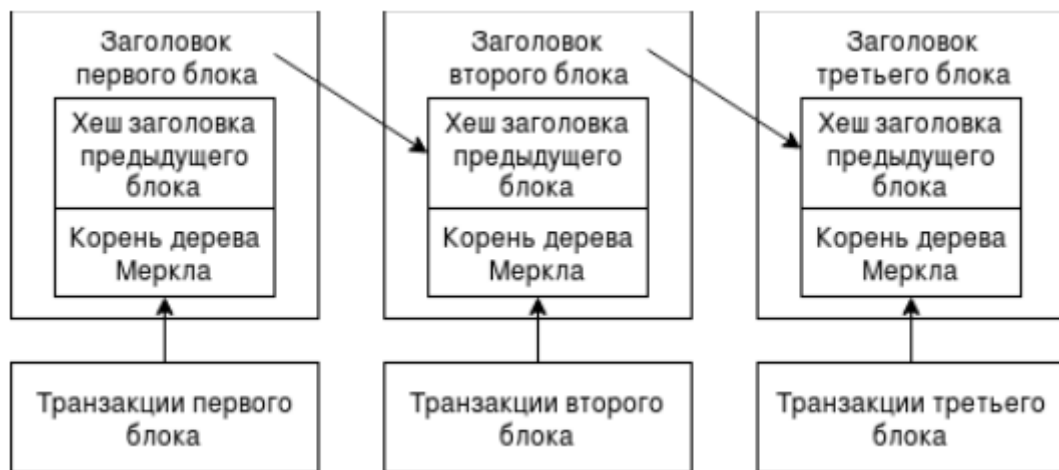 Заголовок
первого блока
Хеш заголовка
предыдущего
блока
Корень дерева
Меркла
Транзакции первого
блока
Заголовок
второго блока
Хеш заголовка
предыдущего
блока
Корень дерева
Меркла
Транзакции второго
блока
Заголовок
третьего блока
Хеш заголовка
предыдущего
блока
Корень дерева
Меркла
Транзакции третьего
блока